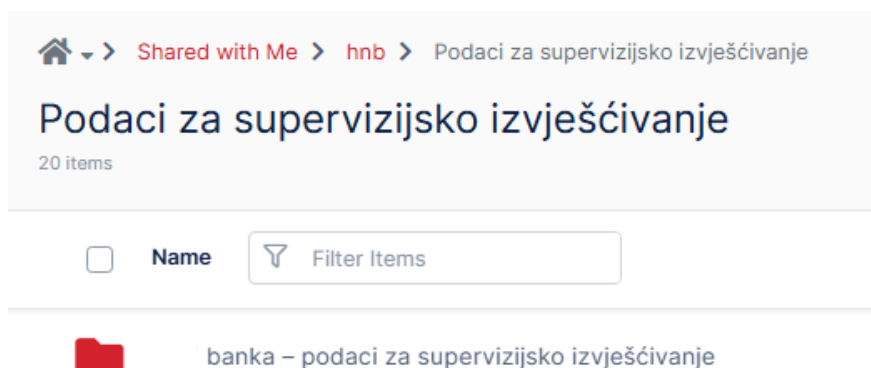 Shared with Me > hnb > Podaci za supervizijsko izvješćivanje
Podaci za supervizijsko izvješćivanje
20 items
Name Filter Items
banka – podaci za supervizijsko izvješćivanje